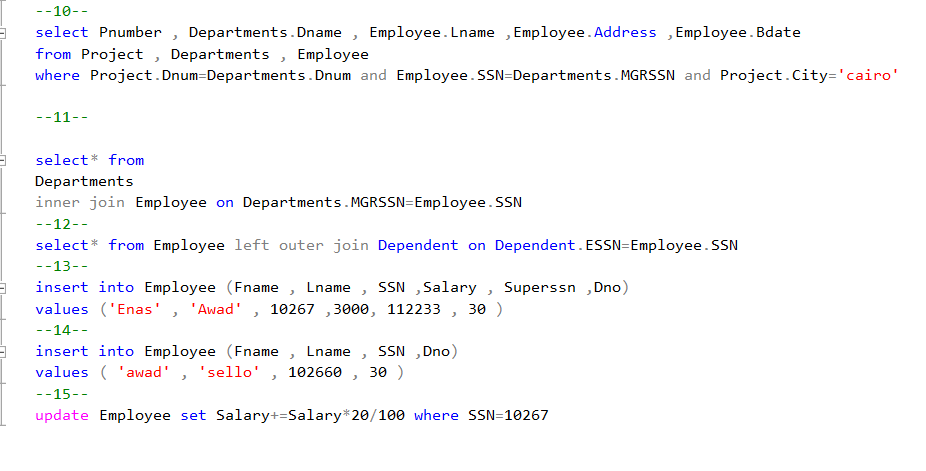 --10--
select Pnumber , Departments.Dname , Employee.Lname ,Employee.Address ,Employee.Bdate
from Project , Departments , Employee
where Project.Dnum=Departments.Dnum and Employee.SSN=Departments.MGRSSN and Project.City='cairo'
--11--
select* from
Departments
inner join Employee on Departments.MGRSSN=Employee.SSN
--12--
select* from Employee left outer join Dependent on Dependent.ESSN=Employee.SSN
--13--
insert into Employee (Fname , Lname , SSN ,Salary , Superssn ,Dno)
values ('Enas' , 'Awad' , 10267 ,3000, 112233 , 30 )
--14--
insert into Employee (Fname , Lname , SSN ,Dno)
values ( 'awad' , 'sello' , 102660 , 30 )
--15--
update Employee set Salary+=Salary*20/100 where SSN=10267